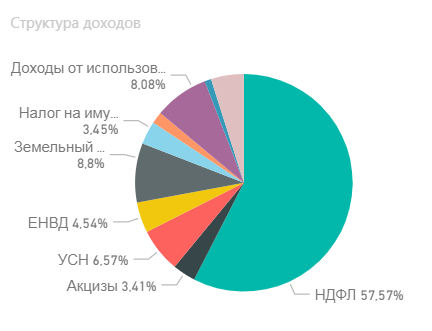 Структура доходов
Доходы от использов...
8,08%
Налог на иму...
3,45%
Земельный ...
8,8%
ЕНВД 4,54%
УСН 6,57%
Акцизы 3,41%
НДФЛ 57,57%